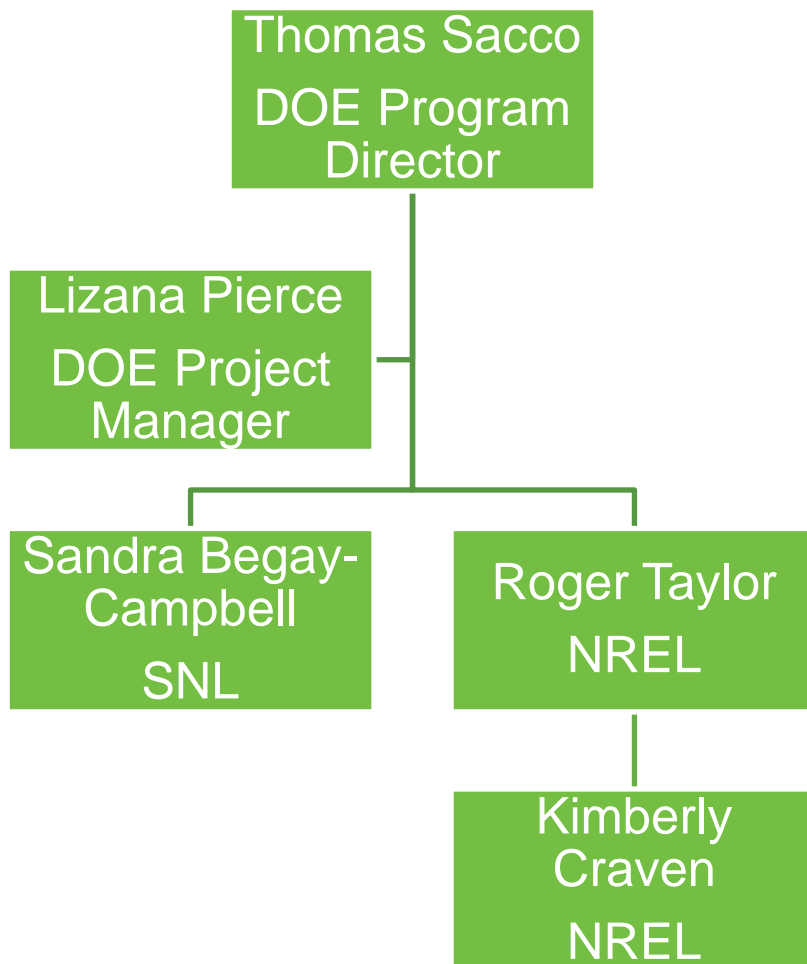 Thomas Sacco
DOE Program
Director
Lizana Pierce
DOE Project
Manager
Sandra Begay-
Campbell
SNL
Roger Taylor
NREL
Kimberly
Craven
NREL